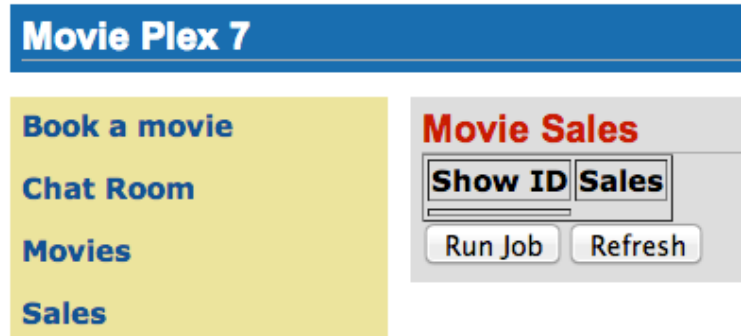 Movie Plex 7
Book a movie
Chat Room
Movies
Sales
Movie Sales
Show ID Sales
Run Job Refresh